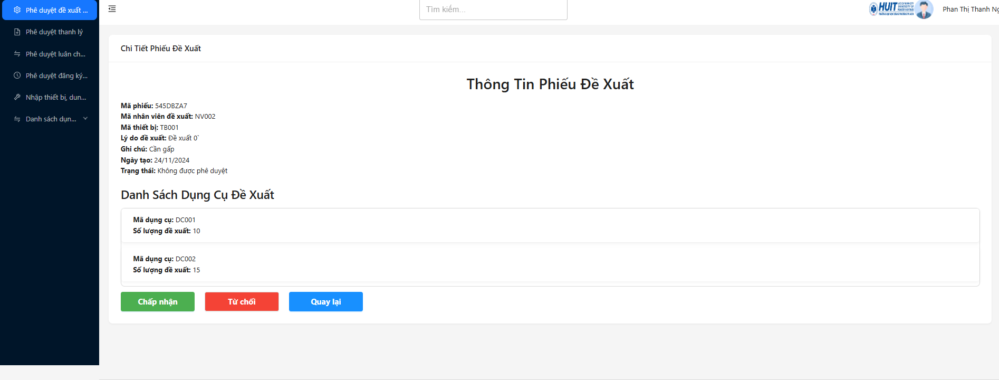 Phê duyệt đề xuất ...
Phê duyệt thanh lý
Phê duyệt luân ch...
Phê duyệt đăng ký...
Nhập thiết bị, dun...
Danh sách dụn...
Tìm kiếm...
HUIT
Phan Thị Thanh Ng
Chi Tiết Phiếu Đề Xuất
Thông Tin Phiếu Đề Xuất
Mã phiếu: 545DBZA7
Mã nhân viên đề xuất: NV002
Mã thiết bị: TB001
Lý do đề xuất: Đề xuất 0`
Ghi chú: Cần gấp
Ngày tạo: 24/11/2024
Trạng thái: Không được phê duyệt
Danh Sách Dụng Cụ Đề Xuất
Mã dụng cụ: DC001
Số lượng đề xuất: 10
Mã dụng cụ: DC002
Số lượng đề xuất: 15
Chấp nhận
Từ chối
Quay lại